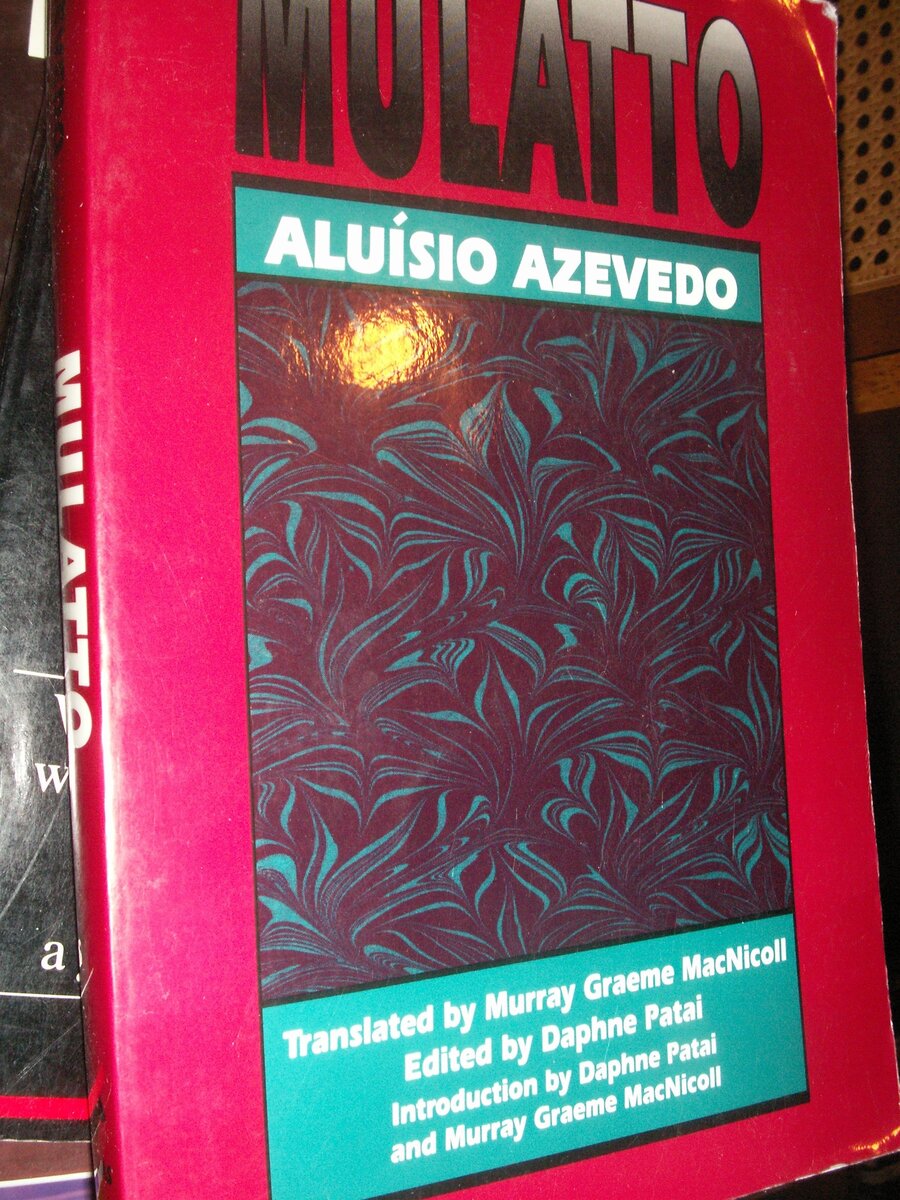 MULATTO
ALUÍSIO AZEVEDO
Translated by Murray Graeme MacNicoll
Edited by Daphne Patai
Introduction by Daphne Patai
and Murray Graeme MacNicoll
MULATTO
w
a